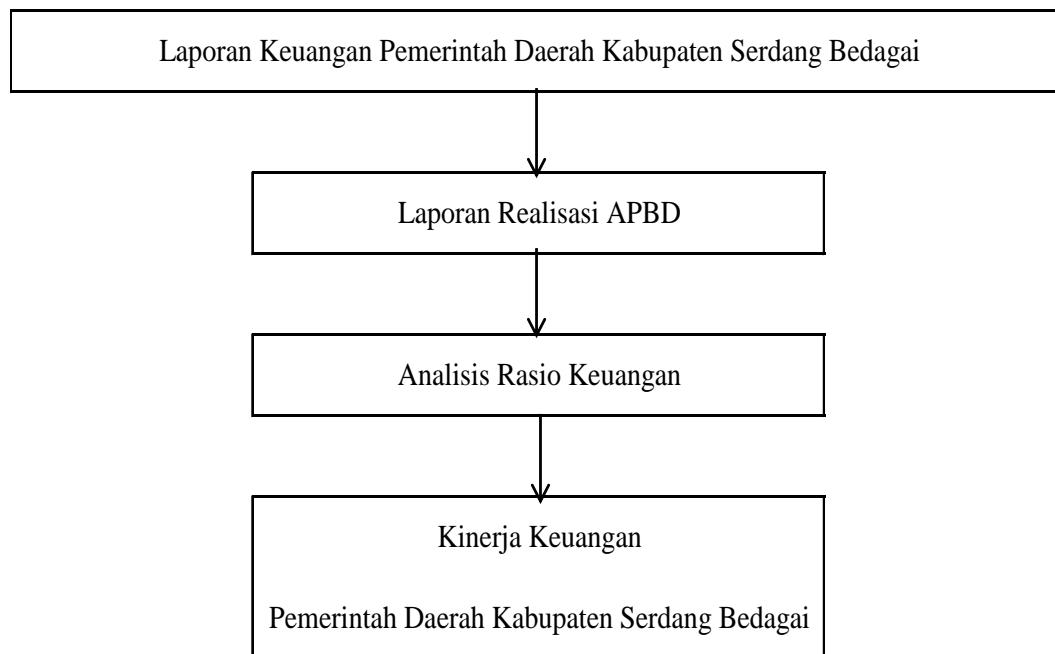 Laporan Keuangan Pemerintah Daerah Kabupaten Serdang Bedagai
Laporan Realisasi APBD
Analisis Rasio Keuangan
Kinerja Keuangan
Pemerintah Daerah Kabupaten Serdang Bedagai